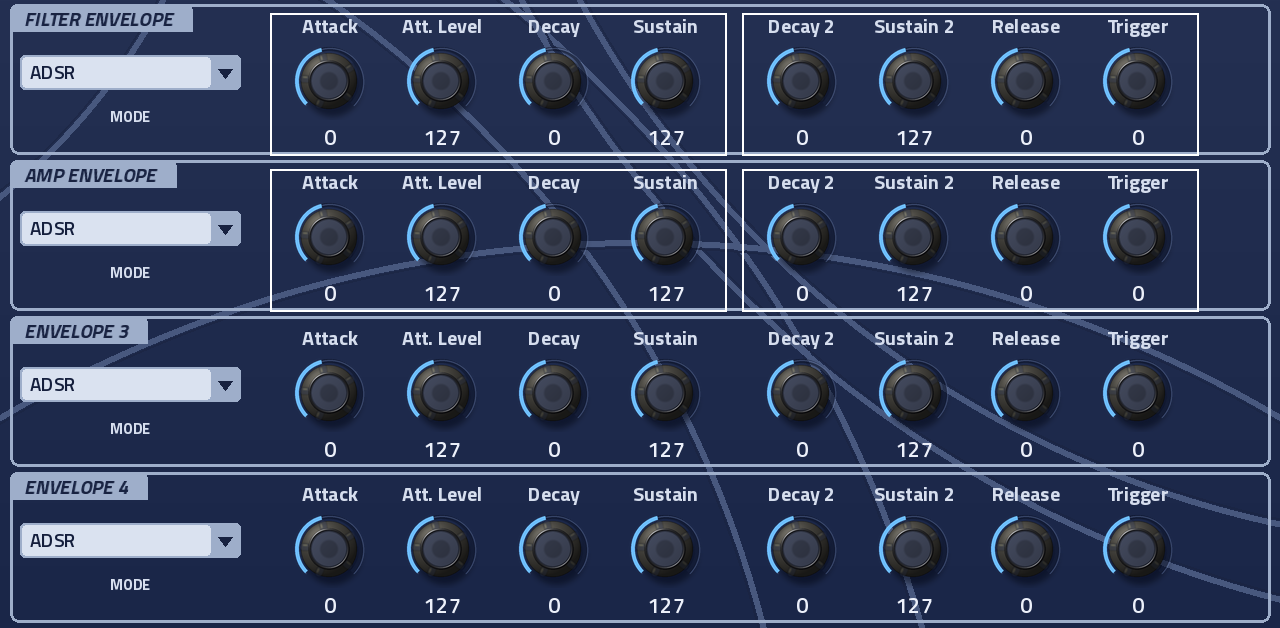 FILTER ENVELOPE
Attack Att. Level Decay Sustain Decay 2 Sustain 2 Release Trigger
ADSR
MODE
0 127 0 127 0 127 0 0
AMP ENVELOPE
Attack Att. Level Decay Sustain Decay 2 Sustain 2 Release Trigger
ADSR
MODE
0 127 0 127 0 127 0 0
ENVELOPE 3
Attack Att. Level Decay Sustain Decay 2 Sustain 2 Release Trigger
ADSR
MODE
0 127 0 127 0 127 0 0
ENVELOPE 4
Attack Att. Level Decay Sustain Decay 2 Sustain 2 Release Trigger
ADSR
MODE
0 127 0 127 0 127 0 0